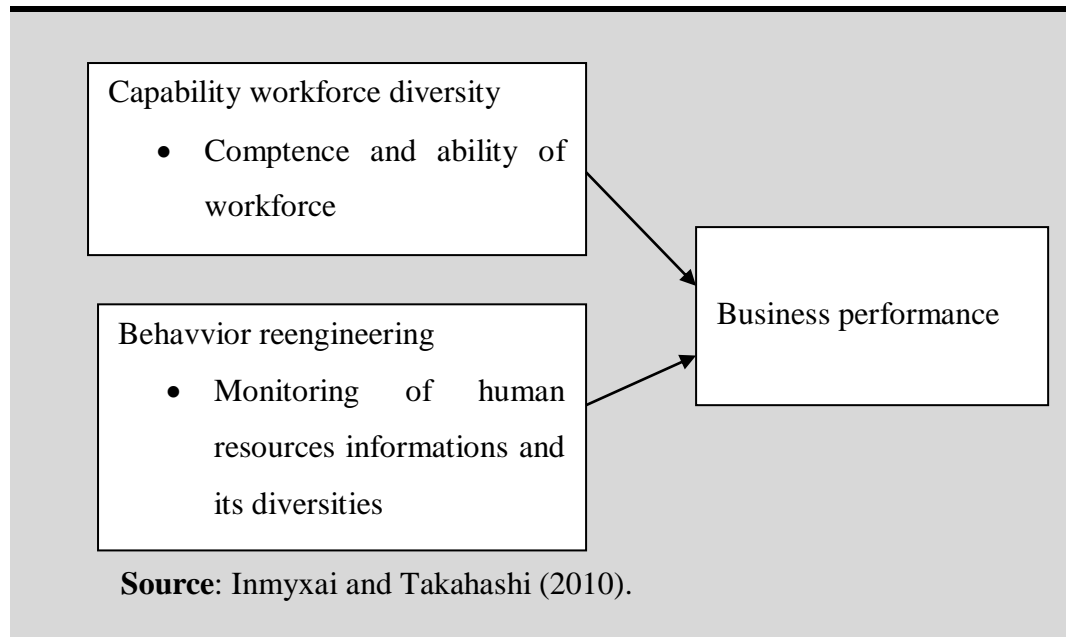 Capability workforce diversity
• Comptence and ability of
workforce
Behavvior reengineering
• Monitoring of human
resources informations and
its diversities
Business performance
Source: Inmyxai and Takahashi (2010).